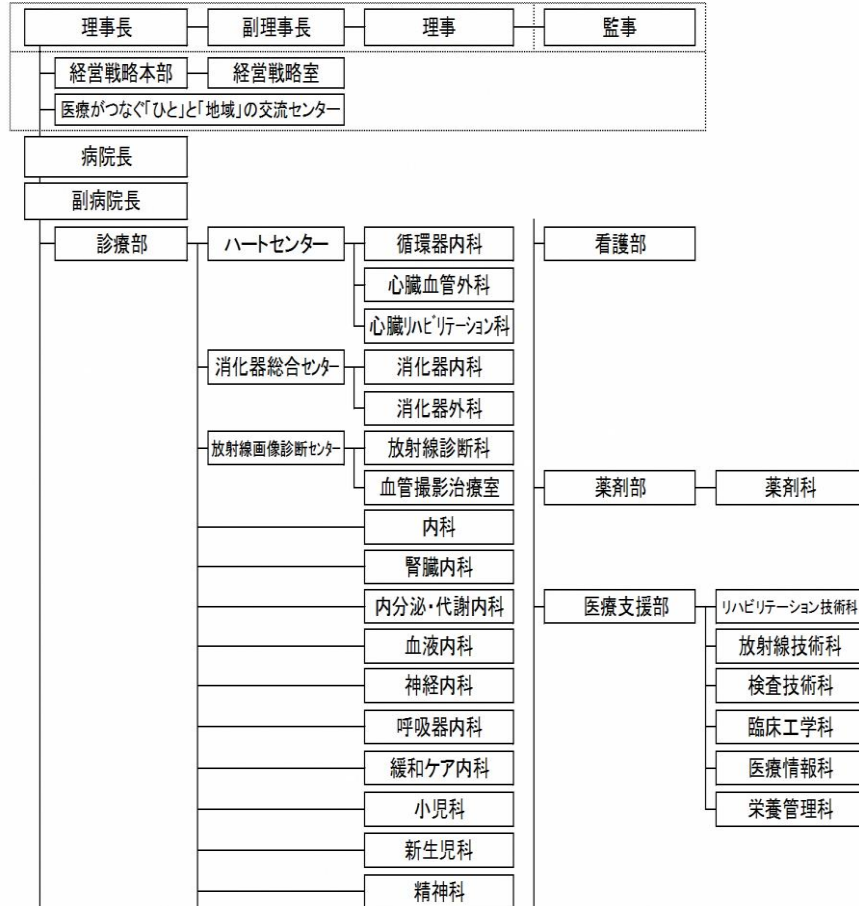 理事長
副理事長
理事
監事
経営戦略本部
経営戦略室
医療がつなぐ「ひと」と「地域」の交流センター
病院長
副病院長
診療部
ハートセンター
循環器内科
看護部
心臓血管外科
心臓ﾘﾊﾋﾞﾘﾃｰｼｮﾝ科
消化器総合ｾﾝﾀｰ
消化器内科
消化器外科
放射線画像診断ｾﾝﾀｰ
放射線診断科
血管撮影治療室
薬剤部
薬剤科
内科
腎臓内科
内分泌・代謝内科
医療支援部
リハビリテーション技術科
血液内科
放射線技術科
神経内科
検査技術科
呼吸器内科
臨床工学科
緩和ケア内科
医療情報科
小児科
栄養管理科
新生児科
精神科